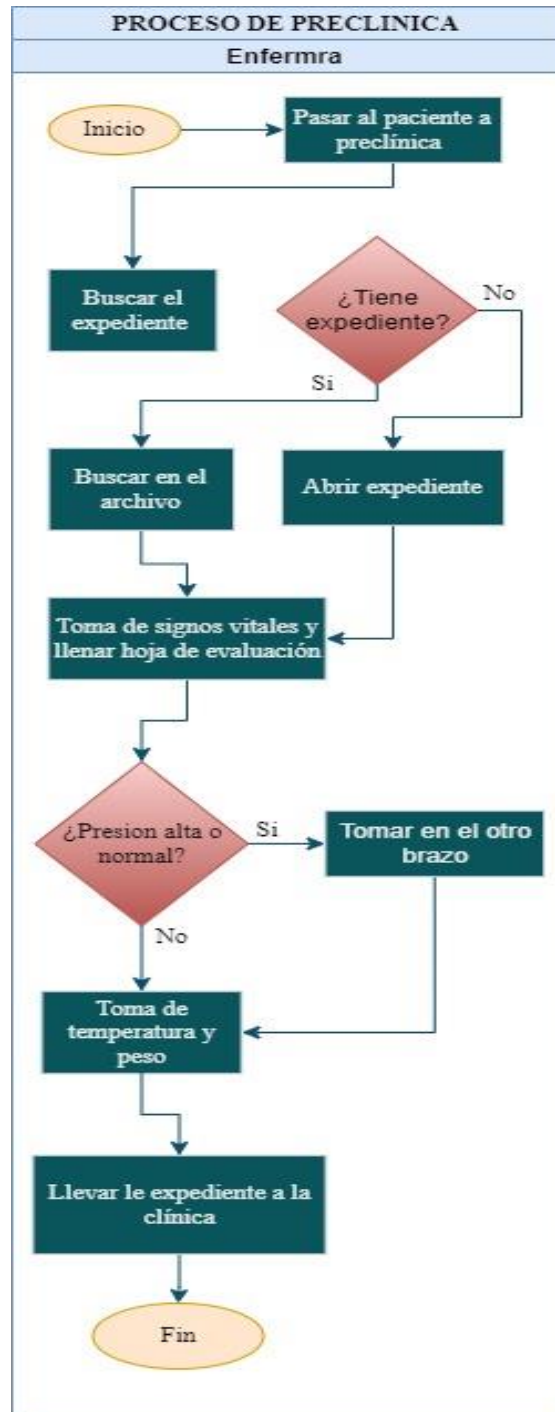 PROCESO DE PRECLINICA
Enfermra
Inicio
Pasar al paciente a
preclínica
Buscar el
expediente
¿Tiene
expediente?
No
Si
Buscar en el
archivo
Abrir expediente
Toma de signos vitales y
llenar hoja de evaluación
¿Presion alta o
normal?
Si
Tomar en el otro
brazo
No
Toma de
temperatura y
peso
Llevar le expediente a la
clínica
Fin